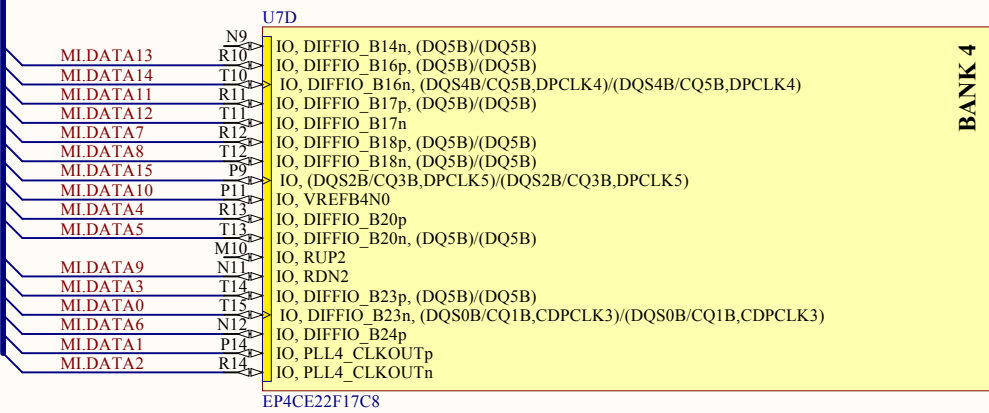 U7D
N9 IO, DIFFIO_B14n, (DQ5B)/(DQ5B)
MI.DATA13 R10 IO, DIFFIO_B16p, (DQ5B)/(DQ5B)
MI.DATA14 T10 IO, DIFFIO_B16n, (DQS4B/CQ5B,DPCLK4)/(DQS4B/CQ5B,DPCLK4)
MI.DATA11 R11 IO, DIFFIO_B17p, (DQ5B)/(DQ5B)
MI.DATA12 T11 IO, DIFFIO_B17n
MI.DATA7 R12 IO, DIFFIO_B18p, (DQ5B)/(DQ5B)
MI.DATA8 T12 IO, DIFFIO_B18n, (DQ5B)/(DQ5B)
MI.DATA15 P9 IO, (DQS2B/CQ3B,DPCLK5)/(DQS2B/CQ3B,DPCLK5)
MI.DATA10 P11 IO, VREFB4N0
MI.DATA4 R13 IO, DIFFIO_B20p
MI.DATA5 T13 IO, DIFFIO_B20n, (DQ5B)/(DQ5B)
M10 IO, RUP2
MI.DATA9 N11 IO, RDN2
MI.DATA3 T14 IO, DIFFIO_B23p, (DQ5B)/(DQ5B)
MI.DATA0 T15 IO, DIFFIO_B23n, (DQS0B/CQ1B,CDPCLK3)/(DQS0B/CQ1B,CDPCLK3)
MI.DATA6 N12 IO, DIFFIO_B24p
MI.DATA1 P14 IO, PLL4_CLKOUTp
MI.DATA2 R14 IO, PLL4_CLKOUTn
BANK 4
EP4CE22F17C8